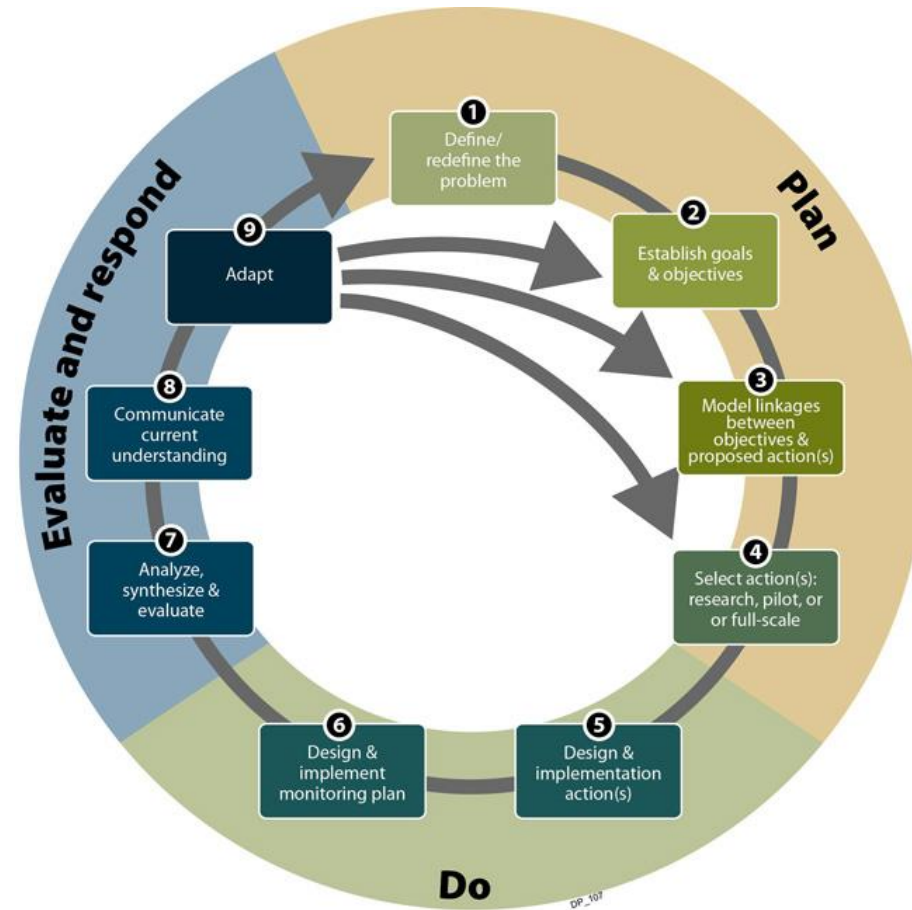 1
Define/
redefine the
problem
2
Establish goals
& objectives
3
Model linkages
between
objectives &
proposed action(s)
4
Select action(s):
research, pilot, or
or full-scale
5
Design &
implementation
action(s)
6
Design &
implement
monitoring plan
7
Analyze,
synthesize &
evaluate
8
Communicate
current
understanding
9
Adapt
Plan
Do
Evaluate and respond
DP_107